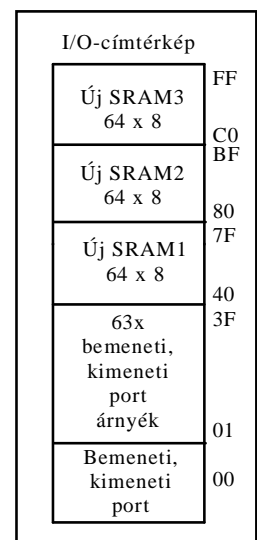 I/O-címtérkép
FF
Új SRAM3
64 x 8
C0
BF
Új SRAM2
64 x 8
80
7F
Új SRAM1
64 x 8
40
3F
63x
bemeneti,
kimeneti
port
árnyék
01
Bemeneti,
kimeneti
port
00